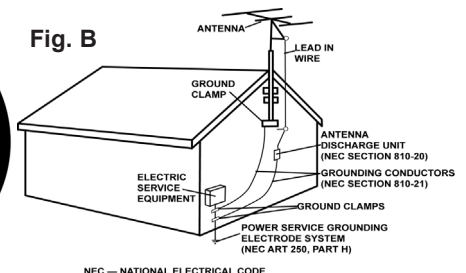 Fig. B
ANTENNA
LEAD IN
WIRE
GROUND
CLAMP
ANTENNA
DISCHARGE UNIT
(NEC SECTION 810-20)
ELECTRIC
SERVICE
EQUIPMENT
GROUNDING CONDUCTORS
(NEC SECTION 810-21)
GROUND CLAMPS
POWER SERVICE GROUNDING
ELECTRODE SYSTEM
(NEC ART 250, PART H)
NEC — NATIONAL ELECTRICAL CODE